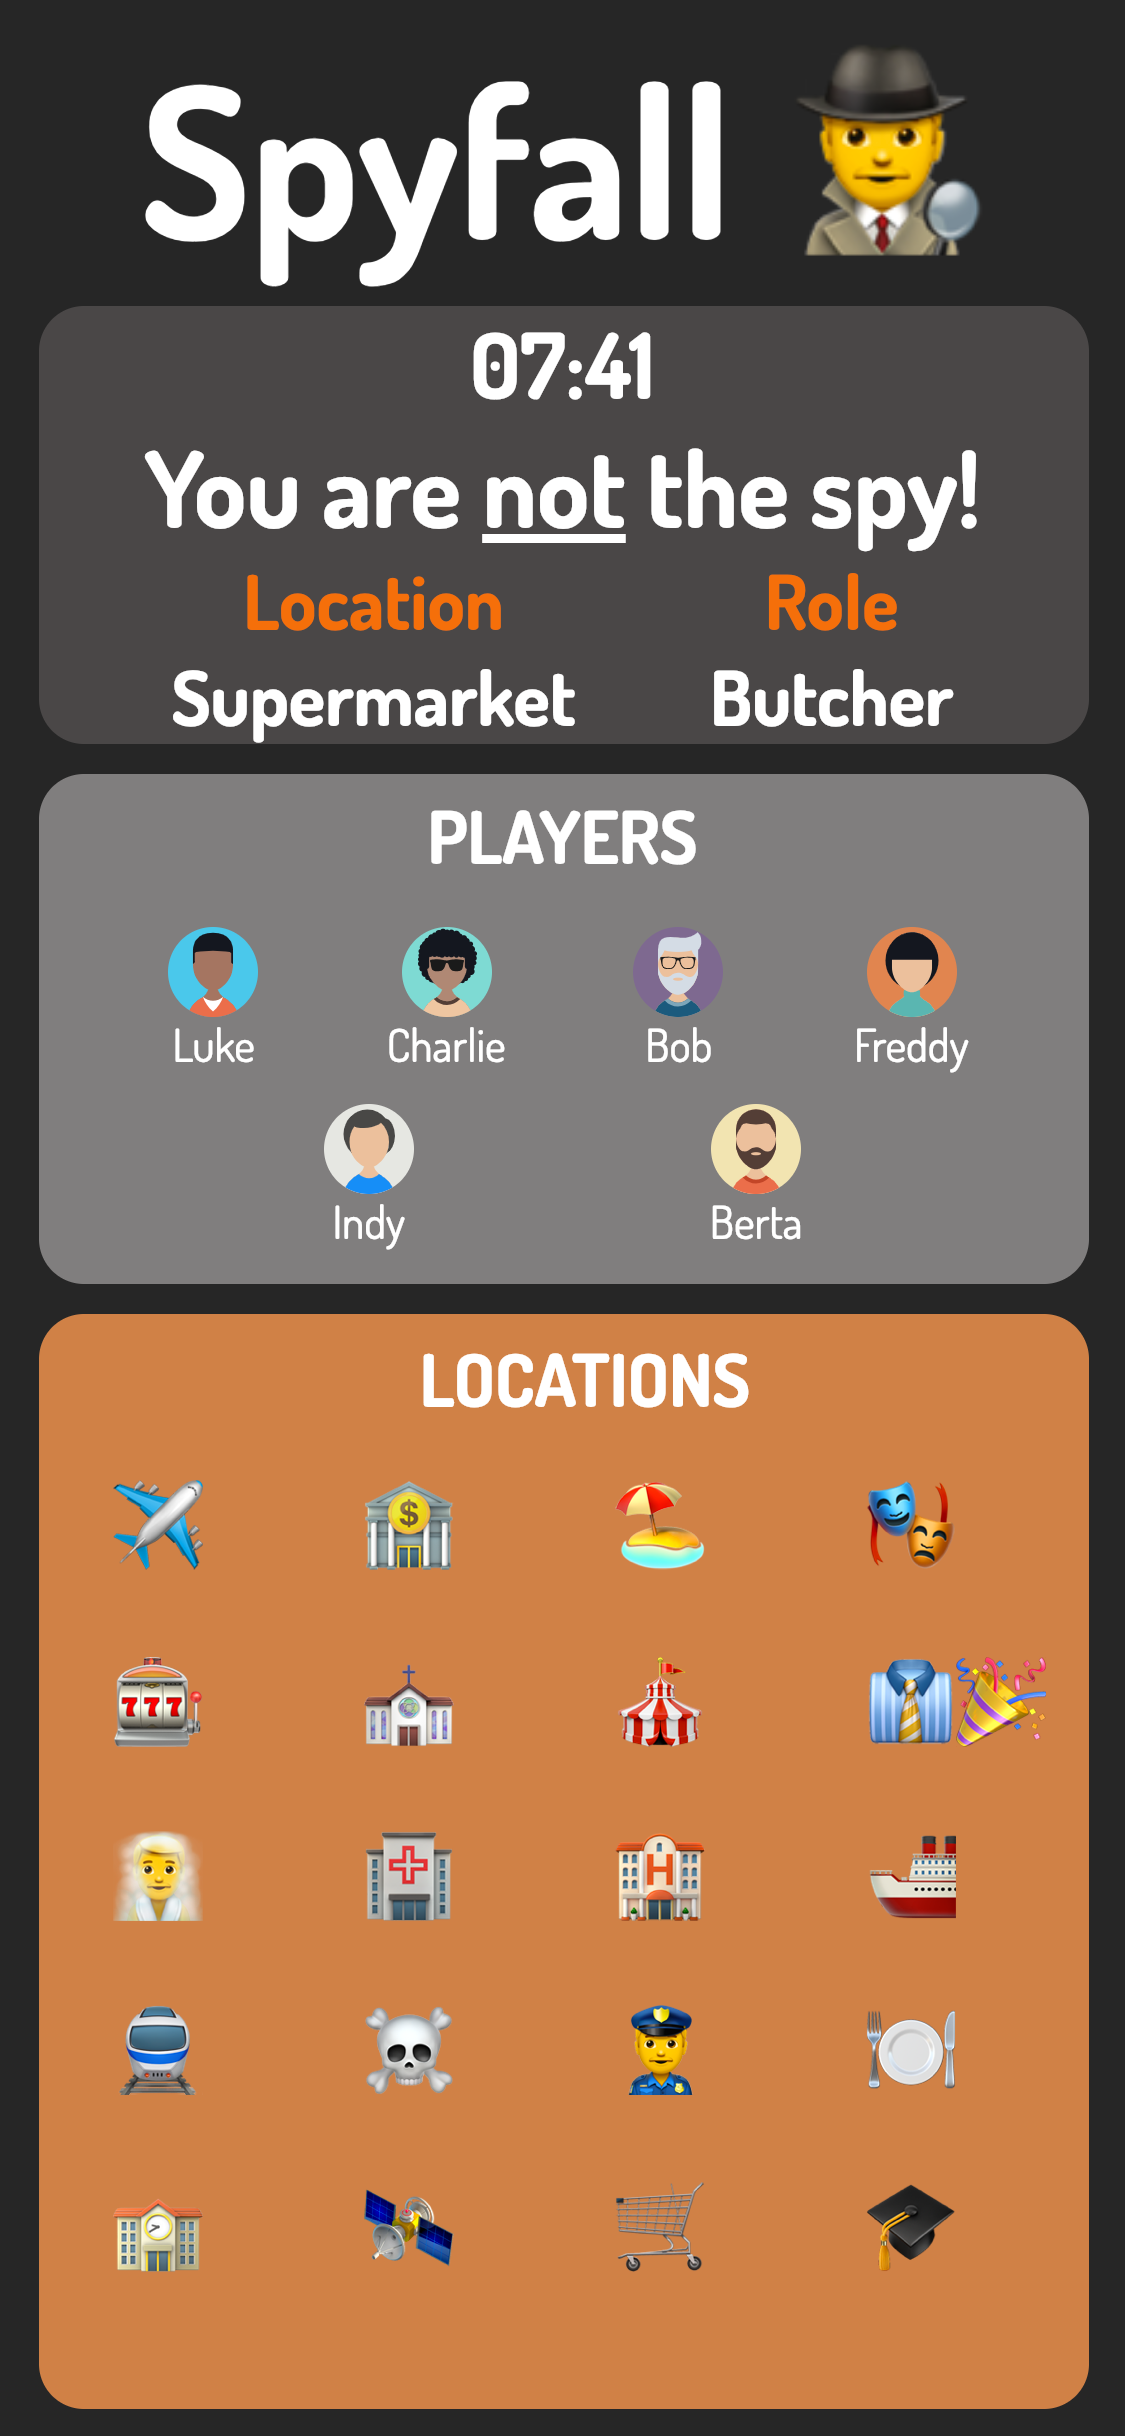 Spyfall
07:41
You are not the spy!
Location Role
Supermarket Butcher
PLAYERS
Luke Charlie Bob Freddy
Indy Berta
LOCATIONS
$
777
H